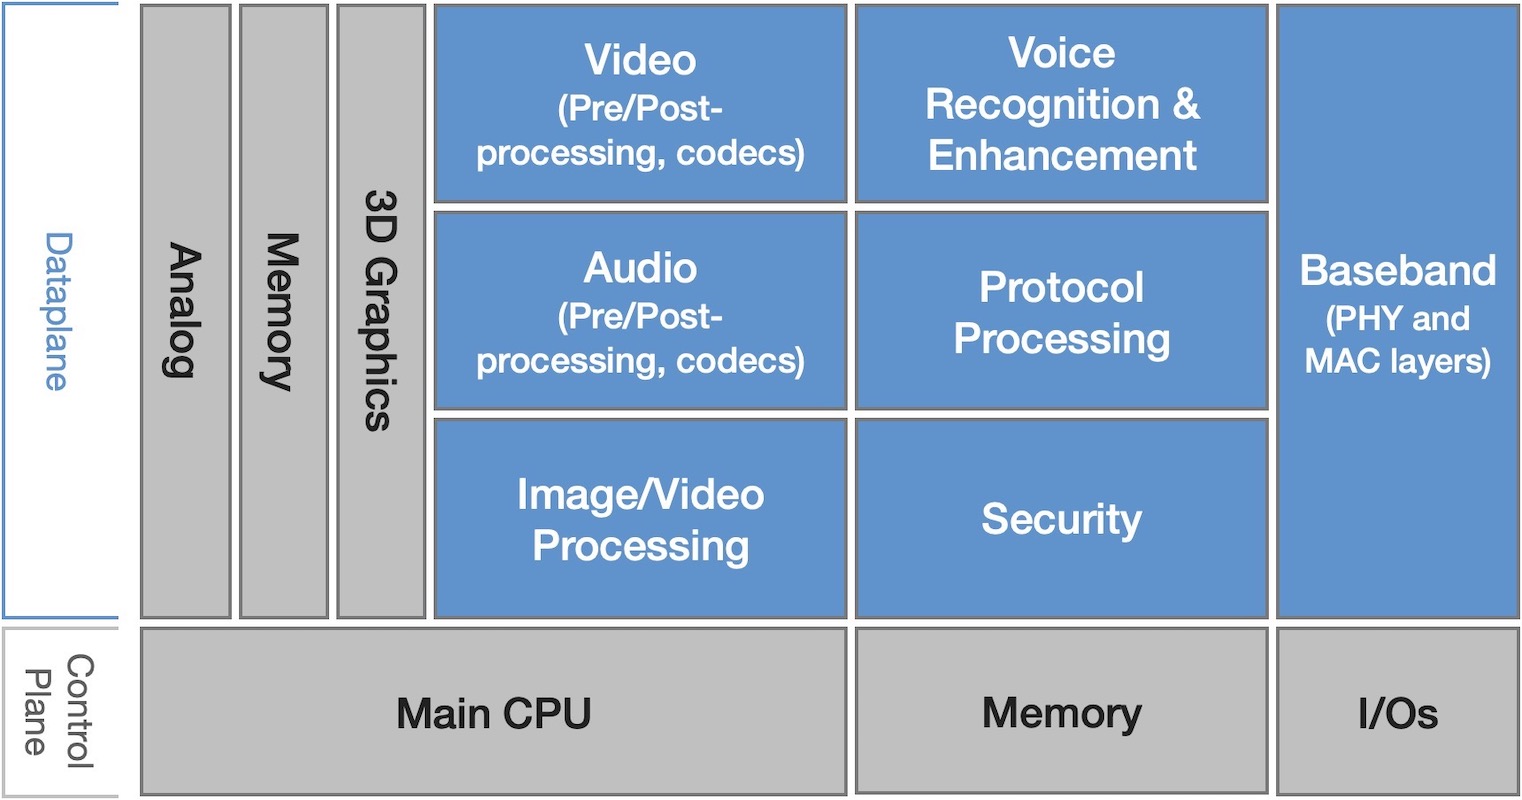 Dataplane
Analog
Memory
3D Graphics
Video
(Pre/Post-
processing, codecs)
Voice
Recognition &
Enhancement
Audio
(Pre/Post-
processing, codecs)
Protocol
Processing
Baseband
(PHY and
MAC layers)
Image/Video
Processing
Security
Control
Plane
Main CPU
Memory
I/Os